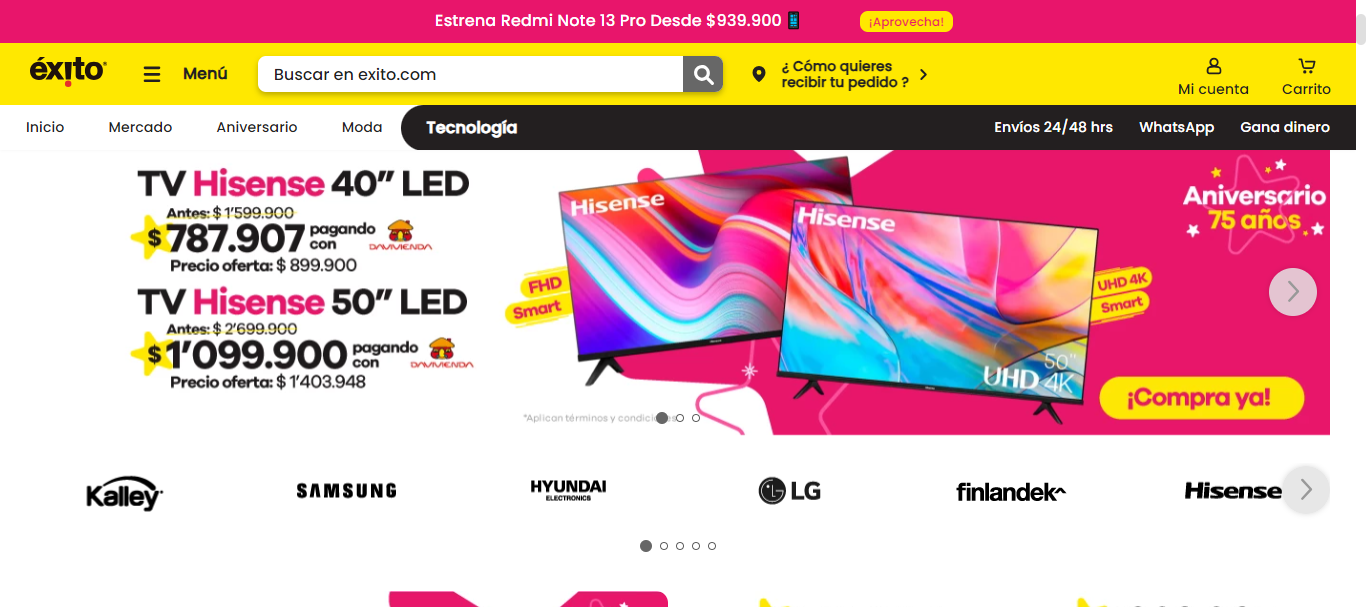 Estrena Redmi Note 13 Pro Desde $939.900
¡Aprovecha!
éxito
Menú
Buscar en exito.com
¿ Cómo quieres
recibir tu pedido ?
Mi cuenta
Carrito
Inicio
Mercado
Aniversario
Moda
Tecnología
Envíos 24/48 hrs
WhatsApp
Gana dinero
TV Hisense 40” LED
Antes: $ 1’599.900
$ 787.907 pagando con DAVIVIENDA
Precio oferta: $ 899.900
TV Hisense 50” LED
Antes: $ 2’699.900
$ 1’099.900 pagando con DAVIVIENDA
Precio oferta: $ 1’403.948
FHD
Smart
Hisense
Hisense
UHD 4K
Smart
50"
UHD 4K
Aniversario
75 años
¡Compra ya!
*Aplican términos y condiciones
Kalley
SAMSUNG
HYUNDAI
ELECTRONICS
LG
finlandek
Hisense